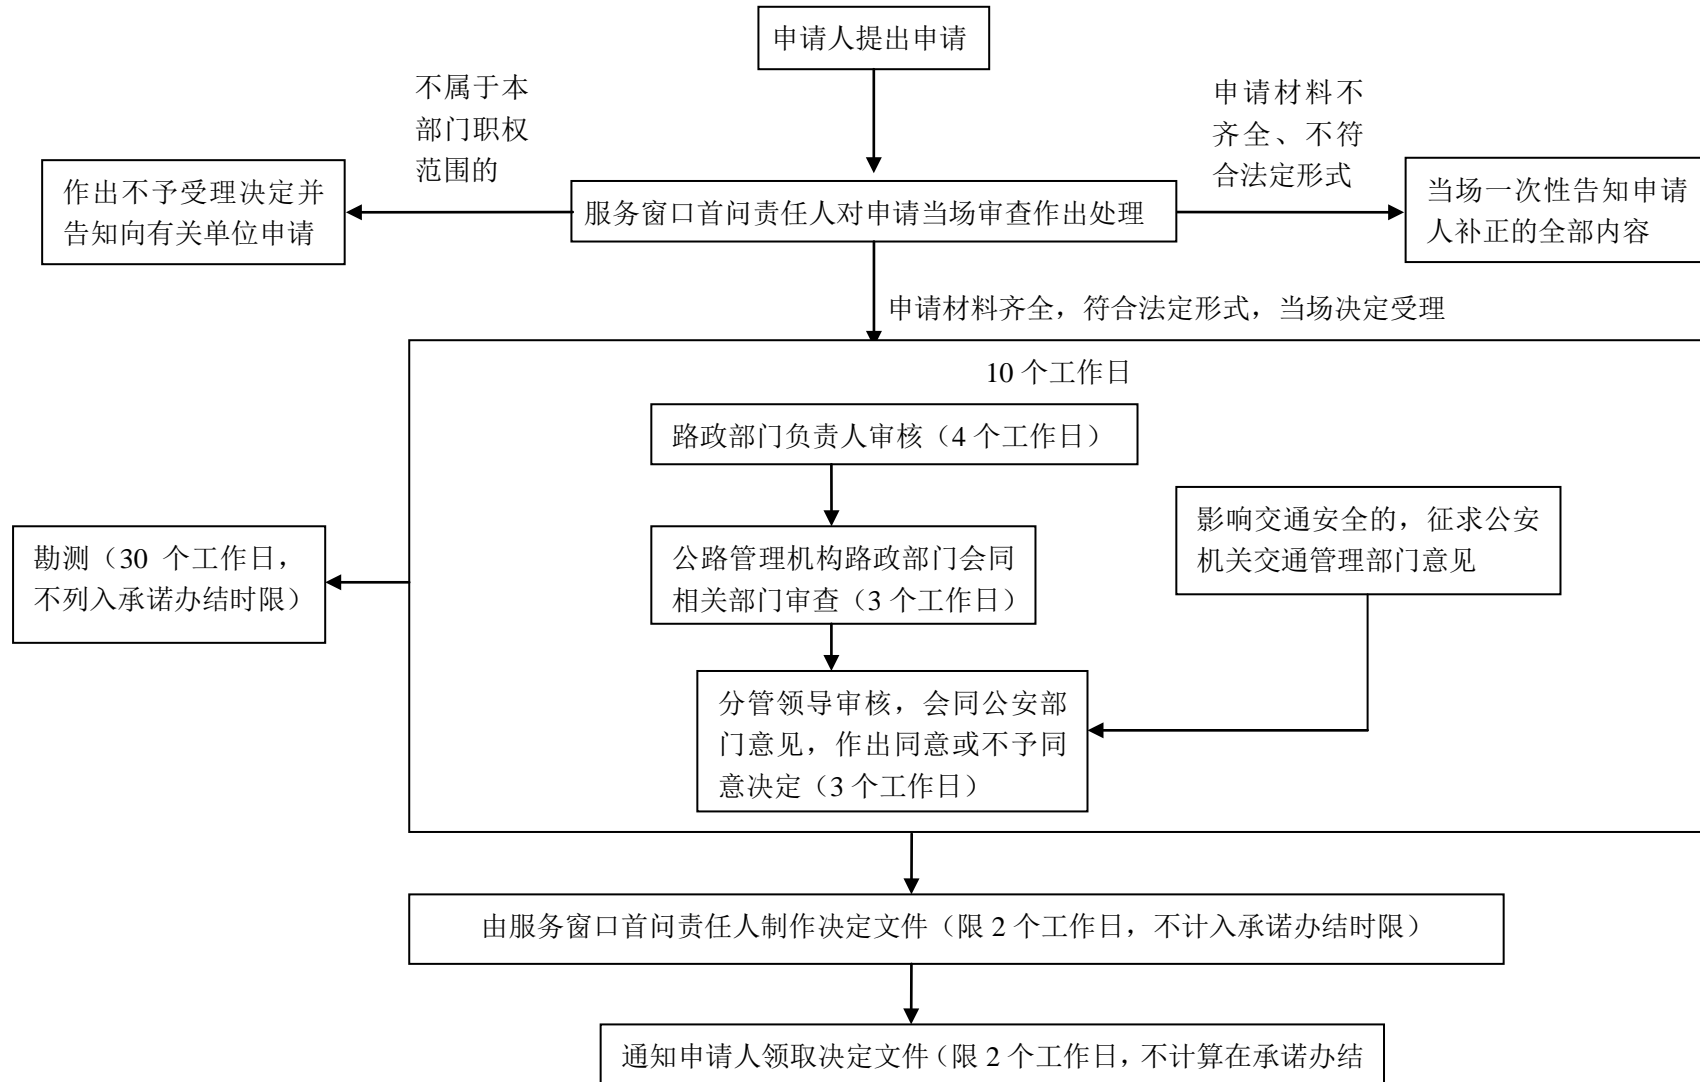 申请人提出申请
不属于本
部门职权
范围的
申请材料不
齐全、不符
合法定形式
作出不予受理决定并
告知向有关单位申请
服务窗口首问责任人对申请当场审查作出处理
当场一次性告知申请
人补正的全部内容
申请材料齐全，符合法定形式，当场决定受理
10 个工作日
路政部门负责人审核（4 个工作日）
勘测（30 个工作日，
不列入承诺办结时限）
公路管理机构路政部门会同
相关部门审查（3 个工作日）
影响交通安全的，征求公安
机关交通管理部门意见
分管领导审核，会同公安部
门意见，作出同意或不予同
意决定（3 个工作日）
由服务窗口首问责任人制作决定文件（限 2 个工作日，不计入承诺办结时限）
通知申请人领取决定文件（限 2 个工作日，不计算在承诺办结